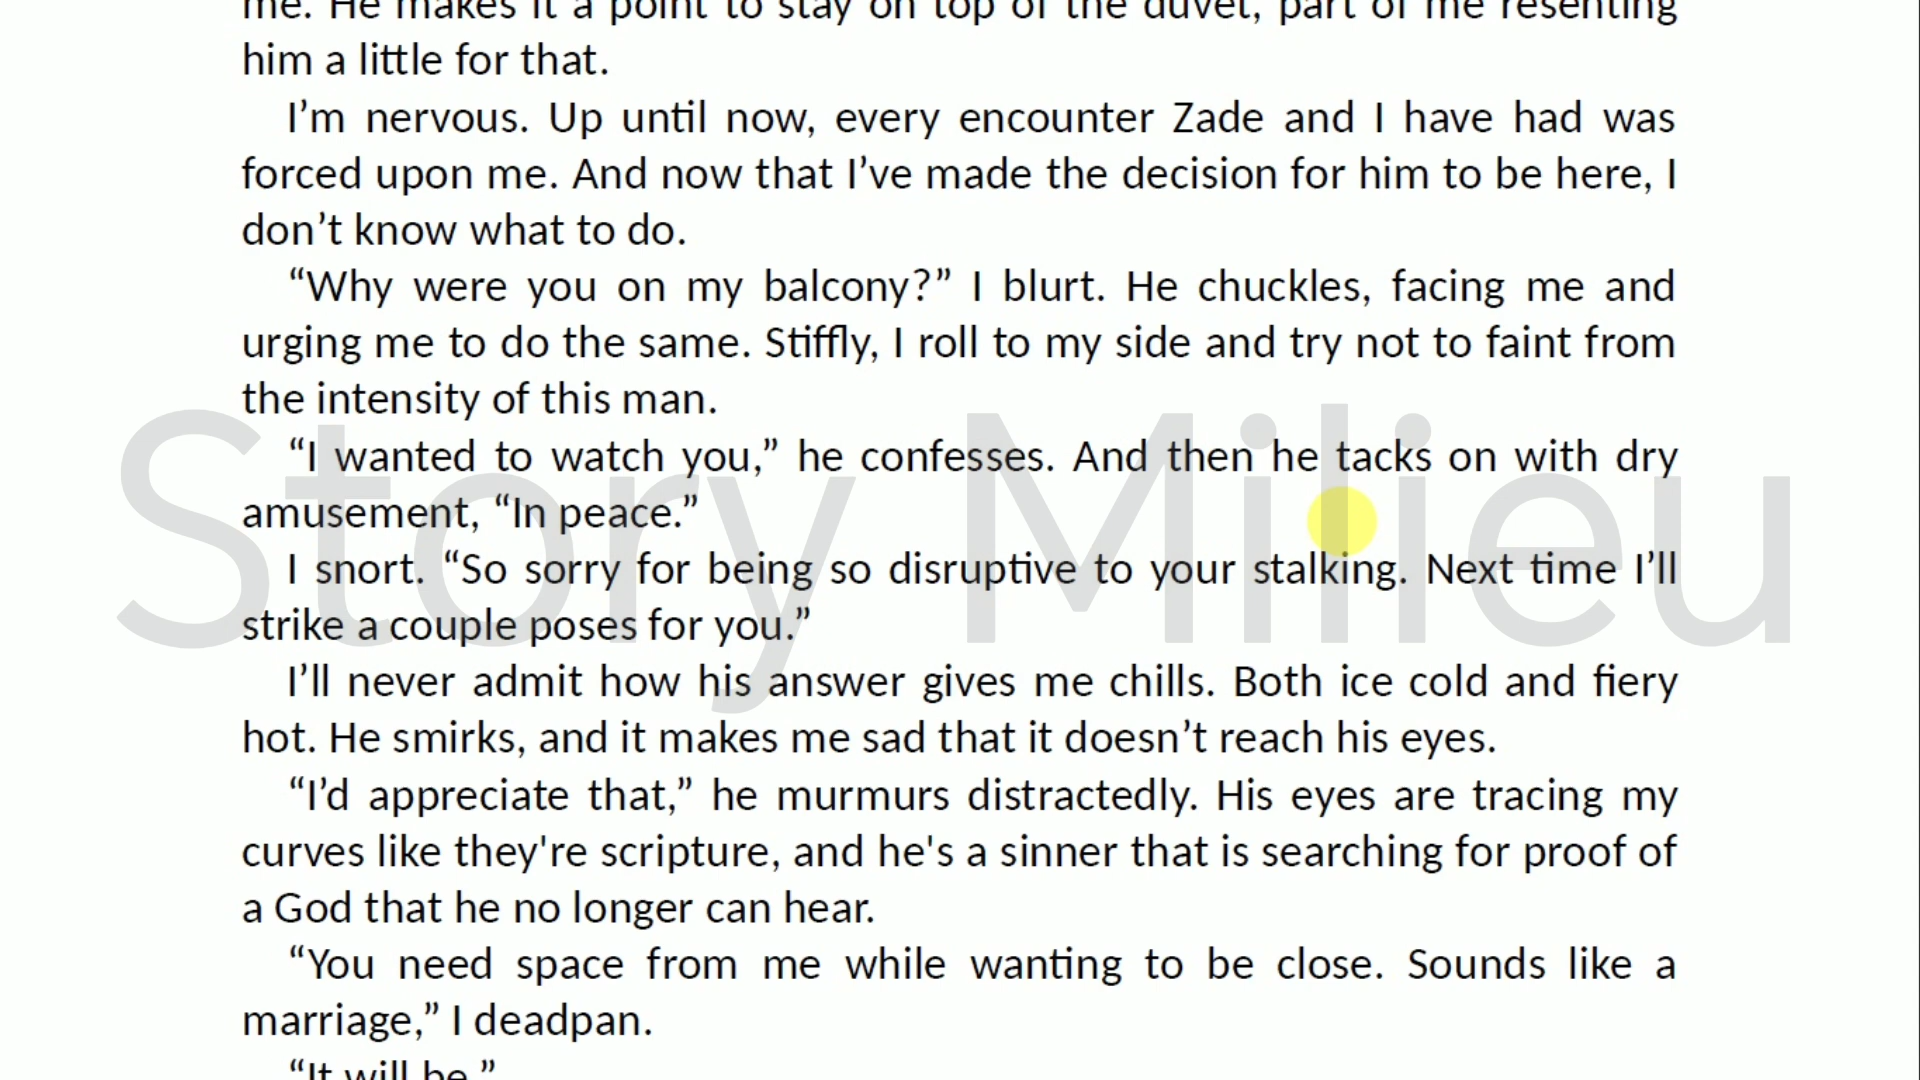 me. He makes it a point to stay on top of the duvet, part of me resenting
him a little for that.
I’m nervous. Up until now, every encounter Zade and I have had was
forced upon me. And now that I’ve made the decision for him to be here, I
don’t know what to do.
“Why were you on my balcony?” I blurt. He chuckles, facing me and
urging me to do the same. Stiffly, I roll to my side and try not to faint from
the intensity of this man.
“I wanted to watch you,” he confesses. And then he tacks on with dry
amusement, “In peace.”
I snort. “So sorry for being so disruptive to your stalking. Next time I’ll
strike a couple poses for you.”
I’ll never admit how his answer gives me chills. Both ice cold and fiery
hot. He smirks, and it makes me sad that it doesn’t reach his eyes.
“I’d appreciate that,” he murmurs distractedly. His eyes are tracing my
curves like they're scripture, and he's a sinner that is searching for proof of
a God that he no longer can hear.
“You need space from me while wanting to be close. Sounds like a
marriage,” I deadpan.
“It will be.”
Story Milieu